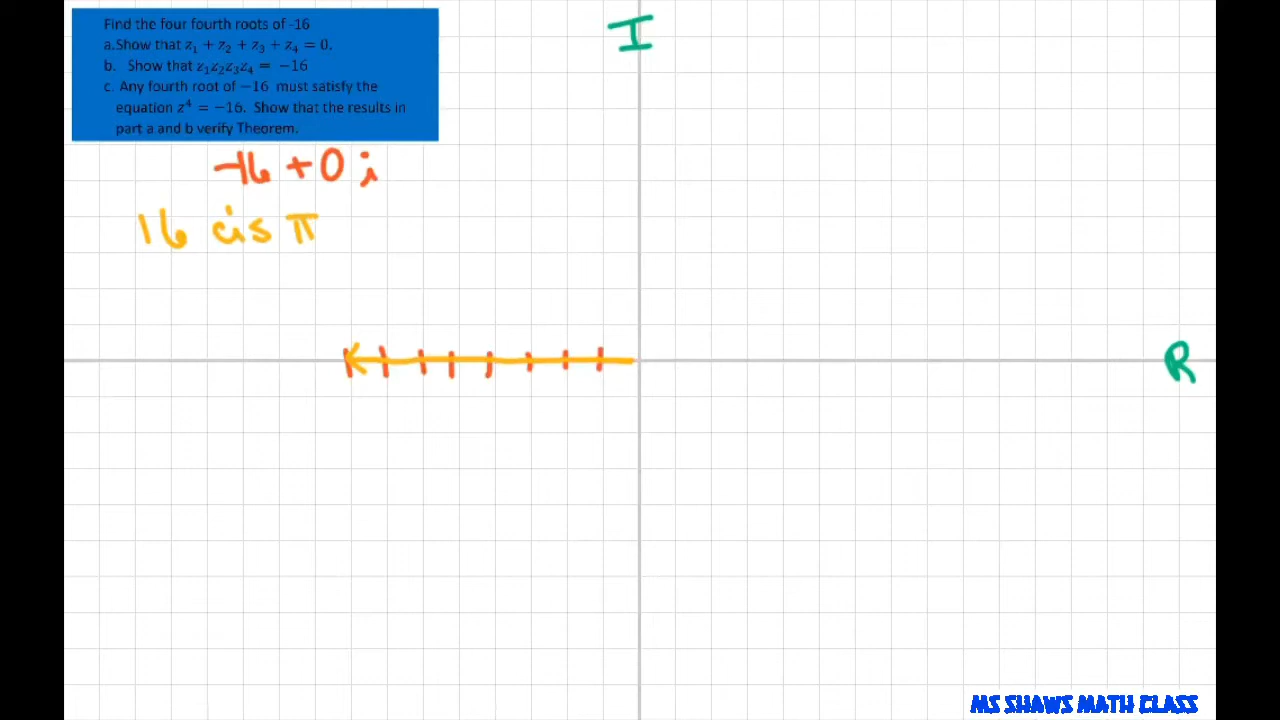 Find the four fourth roots of -16
a.Show that z₁ + z₂ + z₃ + z₄ = 0.
b. Show that z₁z₂z₃z₄ = −16
c. Any fourth root of −16 must satisfy the
equation z⁴ = −16. Show that the results in
part a and b verify Theorem.
-16 + 0i
16 cis π
I
R
MS SHAWS MATH CLASS